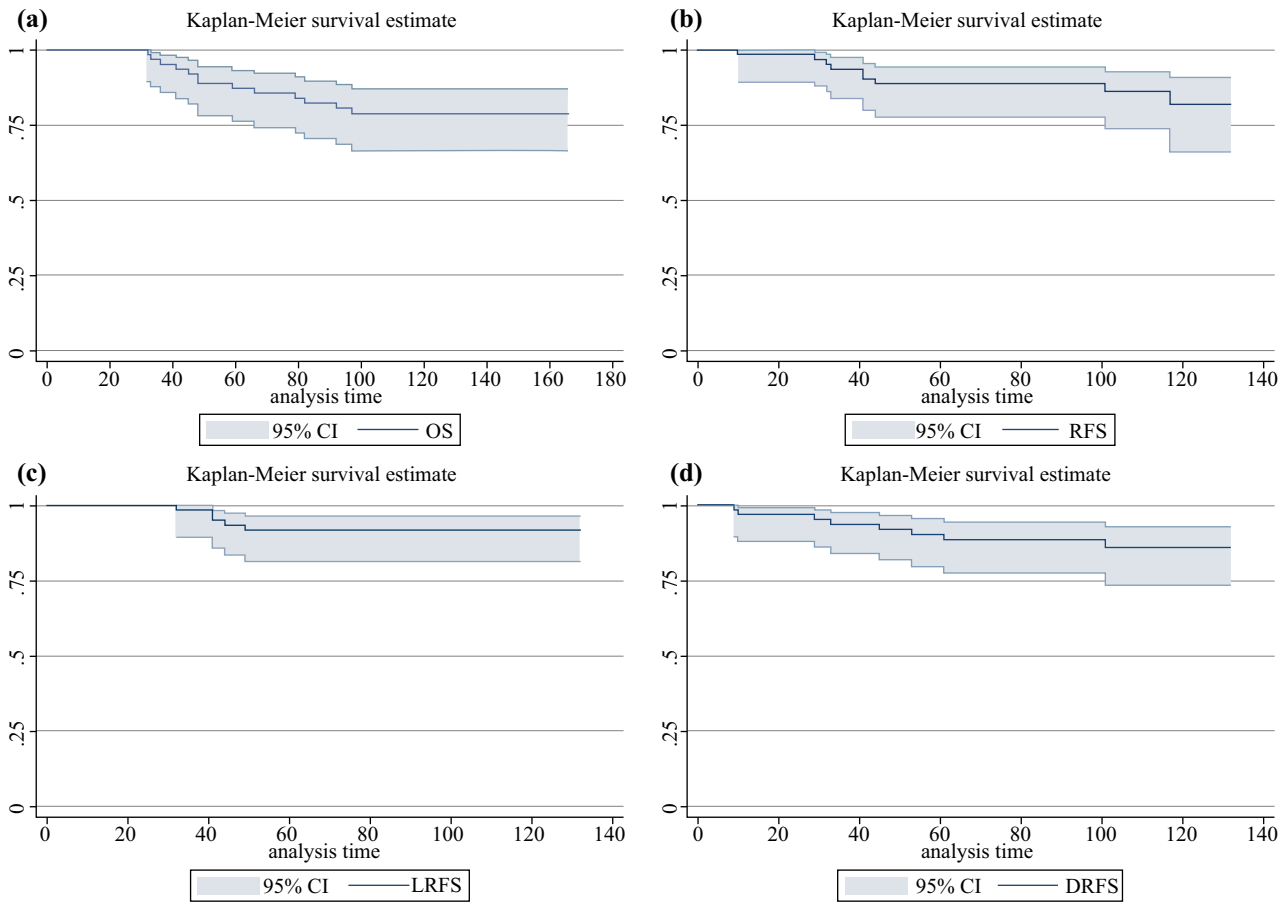 (a)
Kaplan-Meier survival estimate
1
.75
.5
.25
0
0 20 40 60 80 100 120 140 160 180
analysis time
95% CI OS
(b)
Kaplan-Meier survival estimate
1
.75
.5
.25
0
0 20 40 60 80 100 120 140
analysis time
95% CI RFS
(c)
Kaplan-Meier survival estimate
1
.75
.5
.25
0
0 20 40 60 80 100 120 140
analysis time
95% CI LRFS
(d)
Kaplan-Meier survival estimate
1
.75
.5
.25
0
0 20 40 60 80 100 120 140
analysis time
95% CI DRFS